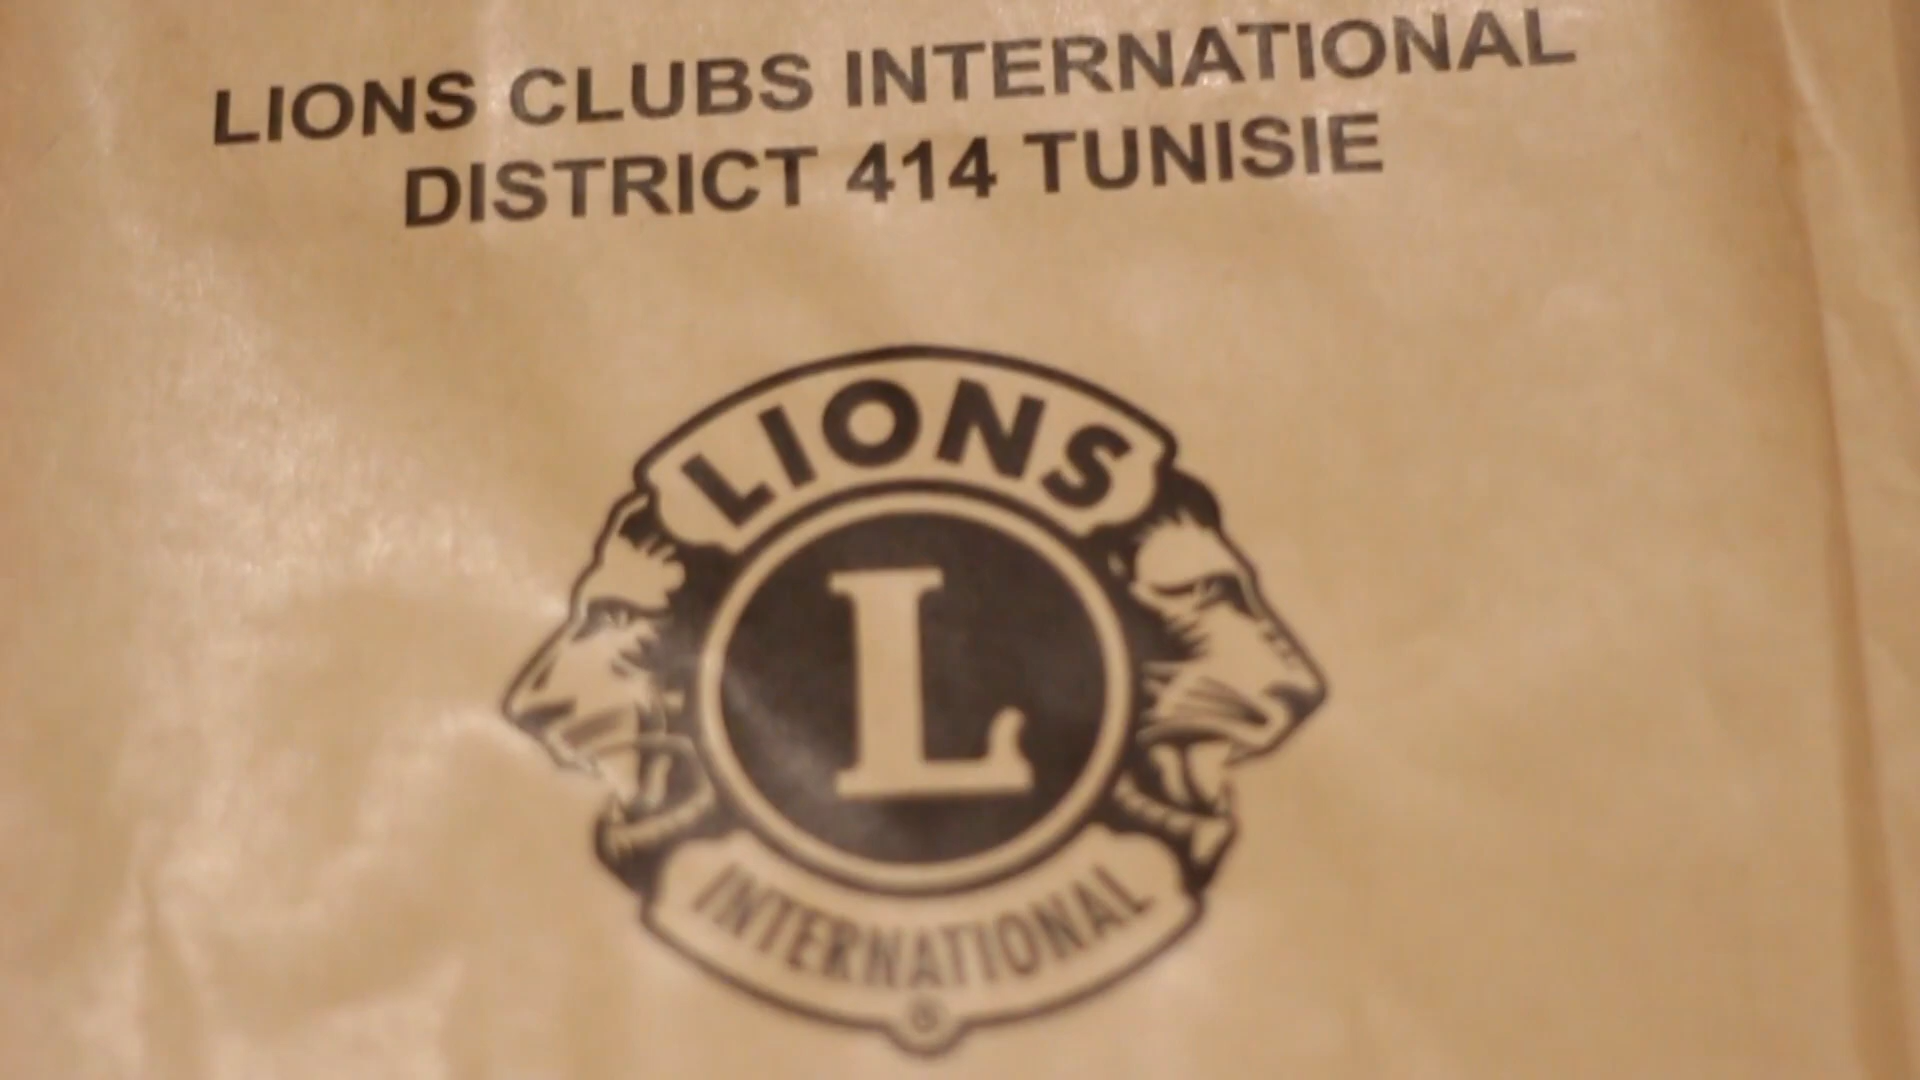 LIONS CLUBS INTERNATIONAL
DISTRICT 414 TUNISIE
LIONS
L
INTERNATIONAL
®